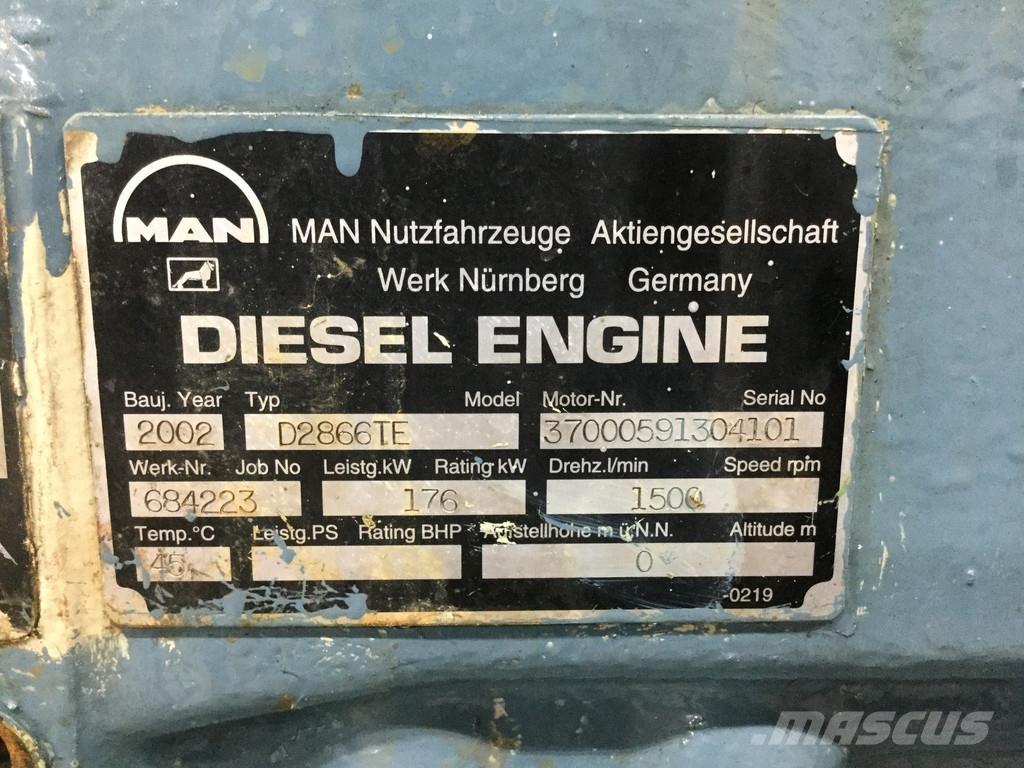 MAN
MAN Nutzfahrzeuge Aktiengesellschaft
Werk Nürnberg Germany
DIESEL ENGINE
Bauj. Year Typ Model Motor-Nr. Serial No
2002 D2866TE 37000591304101
Werk-Nr. Job No Leistg.kW Rating kW Drehz.l/min Speed rpm
684223 176 1500
Temp.°C Leistg.PS Rating BHP Aufstellhöhe m ü.N.N. Altitude m
45 0
-0219
MASCUS